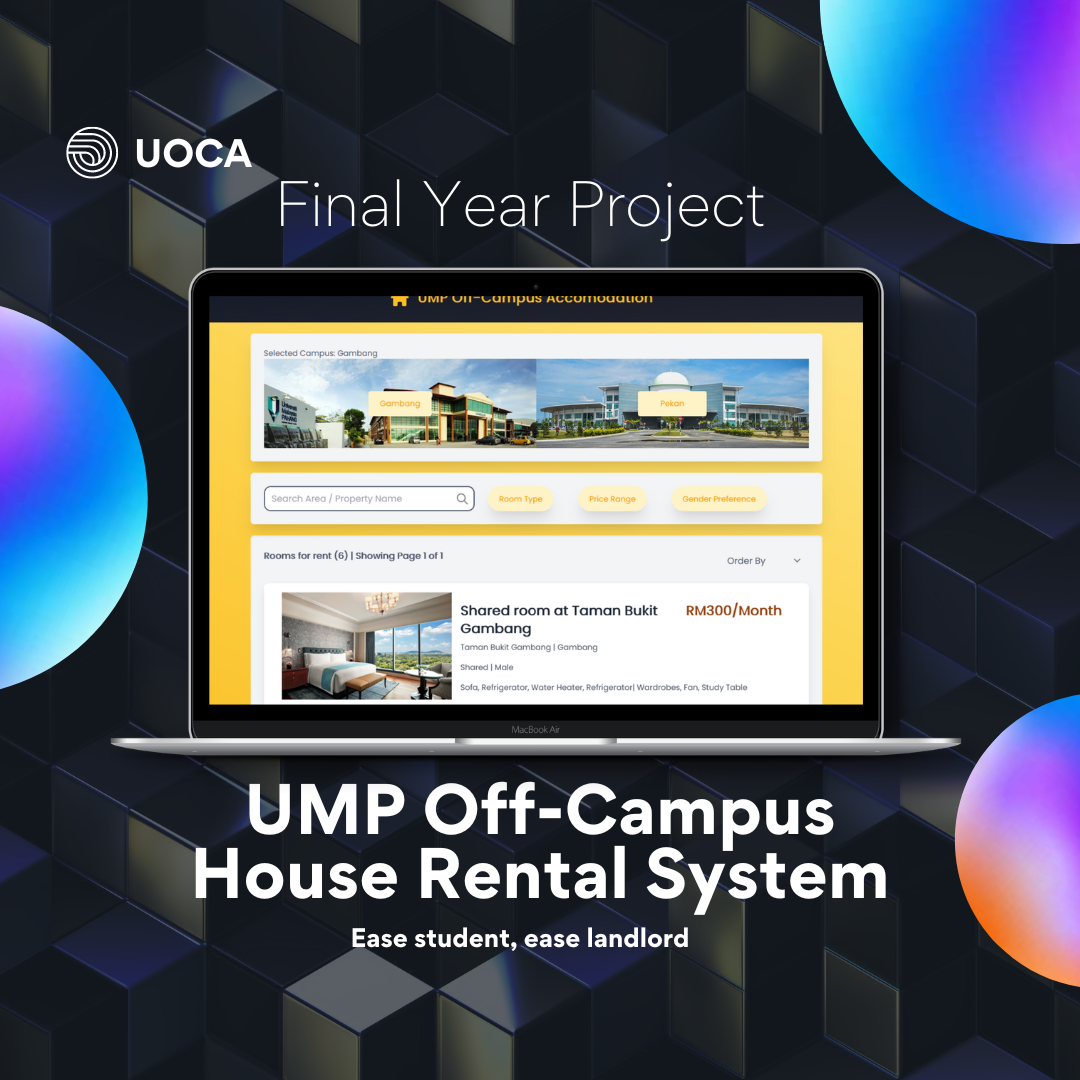 UOCA
Final Year Project
UMP Off-Campus Accomodation
Selected Campus: Gambang
Gambang
Pekan
Search Area / Property Name
Room Type
Price Range
Gender Preference
Rooms for rent (6) | Showing Page 1 of 1
Order By
Shared room at Taman Bukit
Gambang
RM300/Month
Taman Bukit Gambang | Gambang
Shared | Male
Sofa, Refrigerator, Water Heater, Refrigerator| Wardrobes, Fan, Study Table
MacBook Air
UMP Off-Campus
House Rental System
Ease student, ease landlord